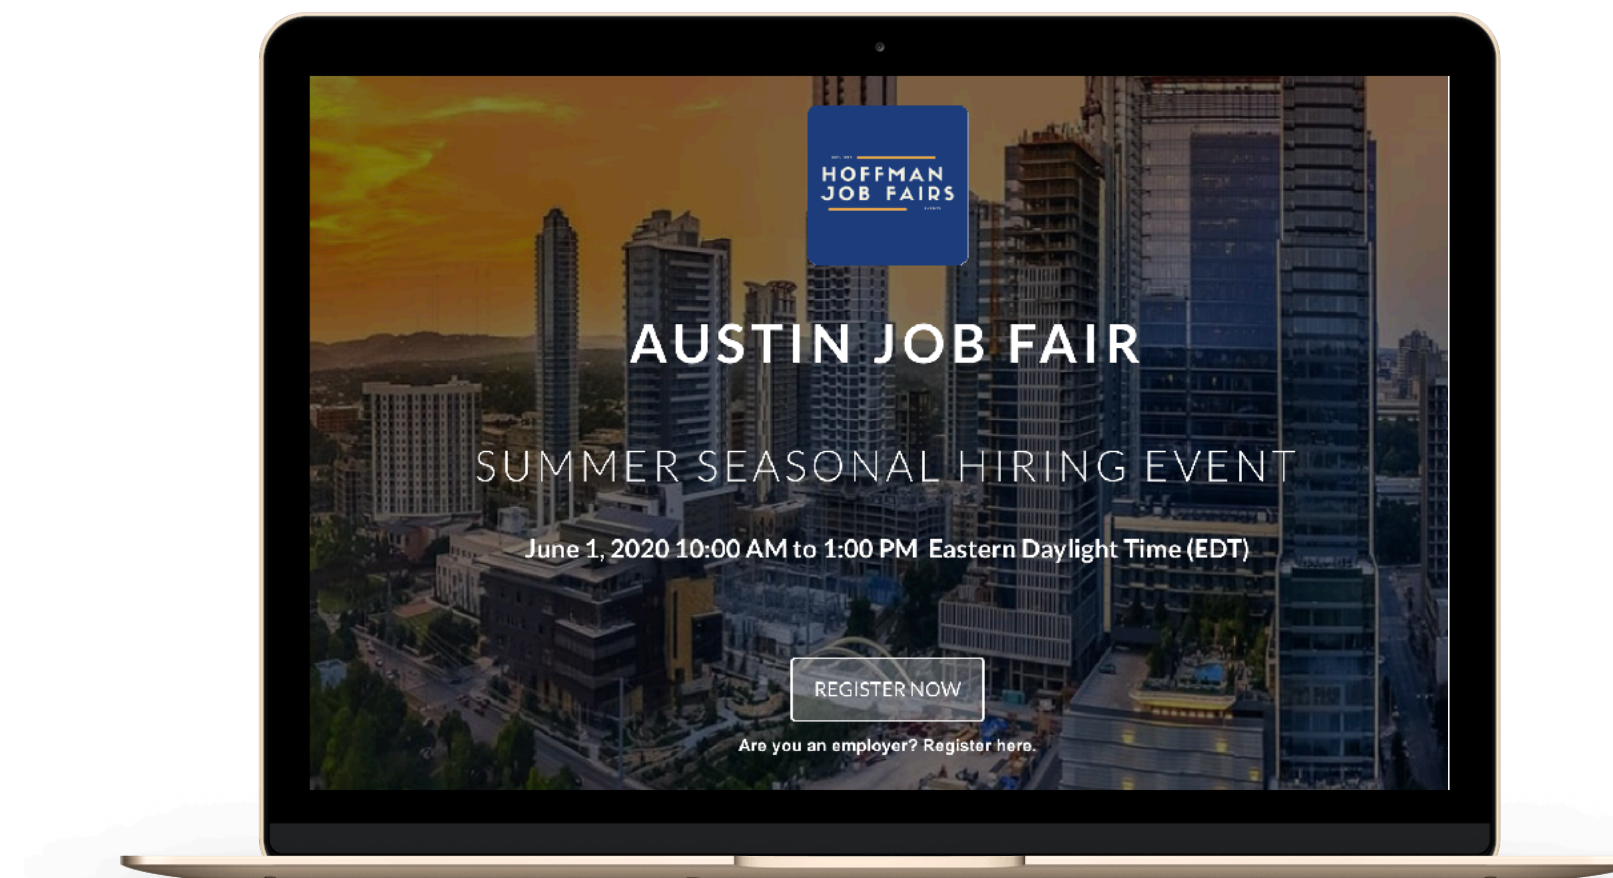 HOFFMAN
JOB FAIRS
AUSTIN JOB FAIR
SUMMER SEASONAL HIRING EVENT
June 1, 2020 10:00 AM to 1:00 PM Eastern Daylight Time (EDT)
REGISTER NOW
Are you an employer? Register here.